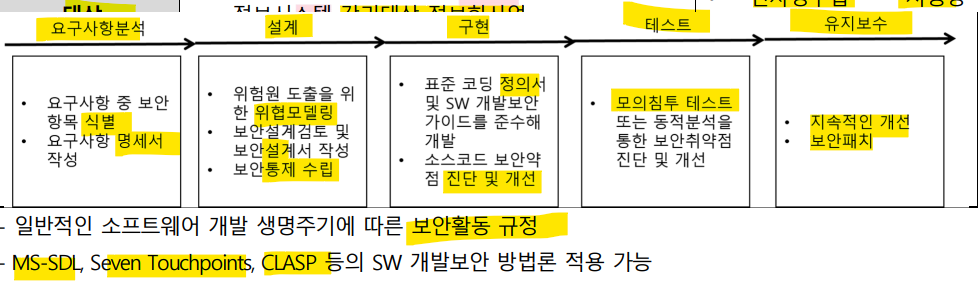 요구사항분석
설계
구현
테스트
유지보수
• 요구사항 중 보안
항목 식별
• 요구사항 명세서
작성
• 위험원 도출을 위
한 위협모델링
• 보안설계검토 및
보안설계서 작성
• 보안통제 수립
• 표준 코딩 정의서
및 SW 개발보안
가이드를 준수해
개발
• 소스코드 보안약
점 진단 및 개선
• 모의침투 테스트
또는 동적분석을
통한 보안취약점
진단 및 개선
• 지속적인 개선
• 보안패치
- 일반적인 소프트웨어 개발 생명주기에 따른 보안활동 규정
- MS-SDL, Seven Touchpoints, CLASP 등의 SW 개발보안 방법론 적용 가능